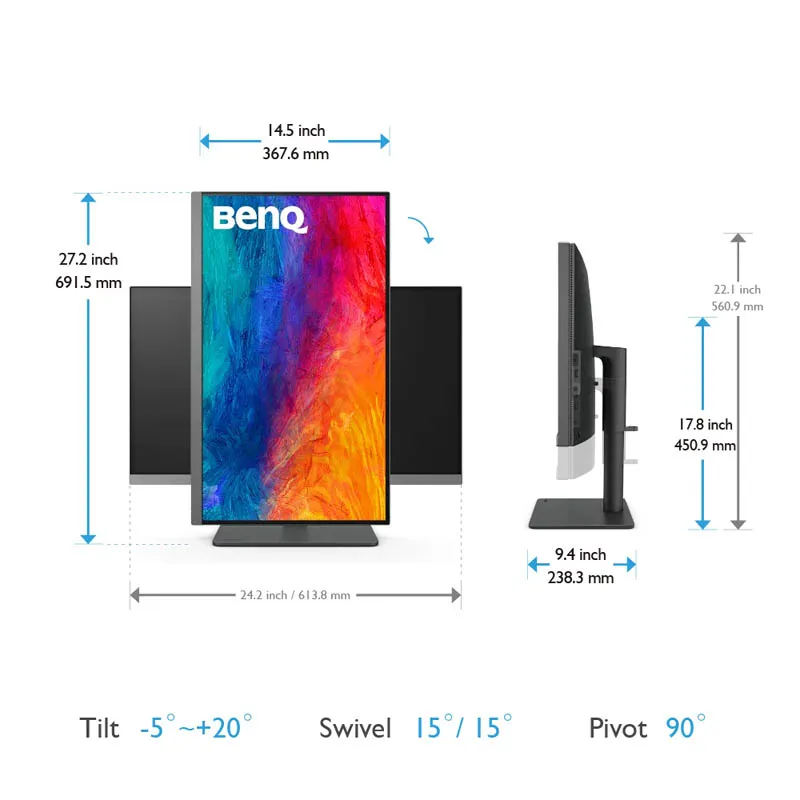 14.5 inch
367.6 mm
27.2 inch
691.5 mm
BenQ
22.1 inch
560.9 mm
17.8 inch
450.9 mm
9.4 inch
238.3 mm
24.2 inch / 613.8 mm
Tilt -5°~+20° Swivel 15°/ 15° Pivot 90°